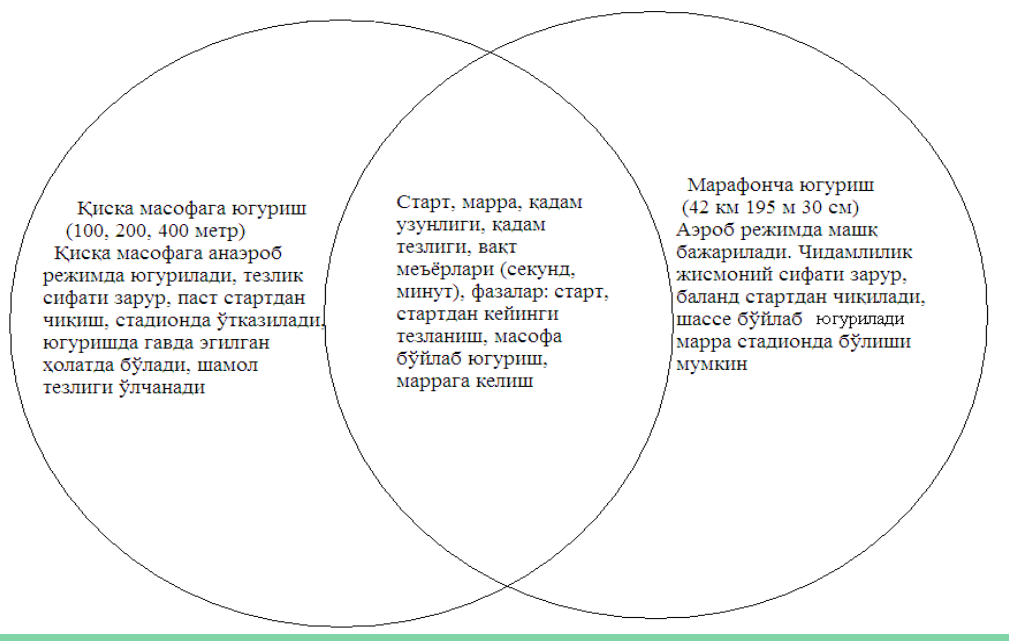 Қиска масофага югуриш
(100, 200, 400 метр)
Қисқа масофага анаэроб
режимда югурилади, тезлик
сифати зарур, паст стартдан
чиқиш, стадионда ўтказилади,
югуришда гавда эгилган
ҳолатда бўлади, шамол
тезлиги ўлчанади
Старт, марра, қадам
узунлиги, қадам
тезлиги, вақт
меъёрлари (секунд,
минут), фазалар: старт,
стартдан кейинги
тезланиш, масофа
бўйлаб югуриш,
маррага келиш
Марафонча югуриш
(42 км 195 м 30 см)
Аэроб режимда машқ
бажарилади. Чидамлилик
жисмоний сифати зарур,
баланд стартдан чиқилади,
шассе бўйлаб югурилади
марра стадионда бўлиши
мумкин